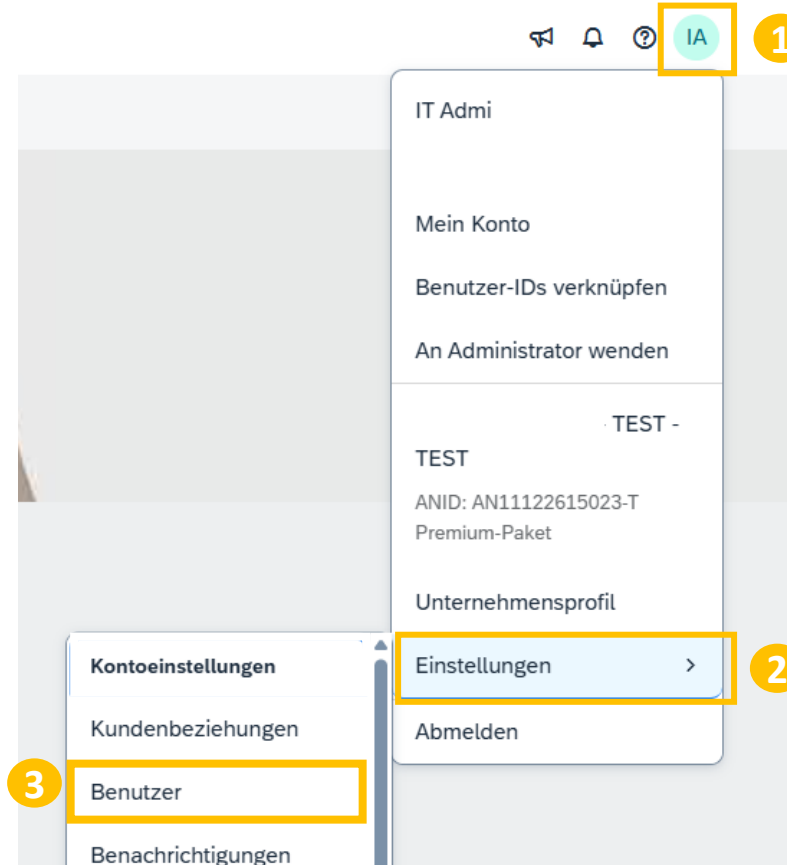 IA
1
IT Admi
Mein Konto
Benutzer-IDs verknüpfen
An Administrator wenden
TEST -
TEST
ANID: AN11122615023-T
Premium-Paket
Unternehmensprofil
Kontoeinstellungen
Einstellungen
2
Kundenbeziehungen
Abmelden
3
Benutzer
Benachrichtigungen